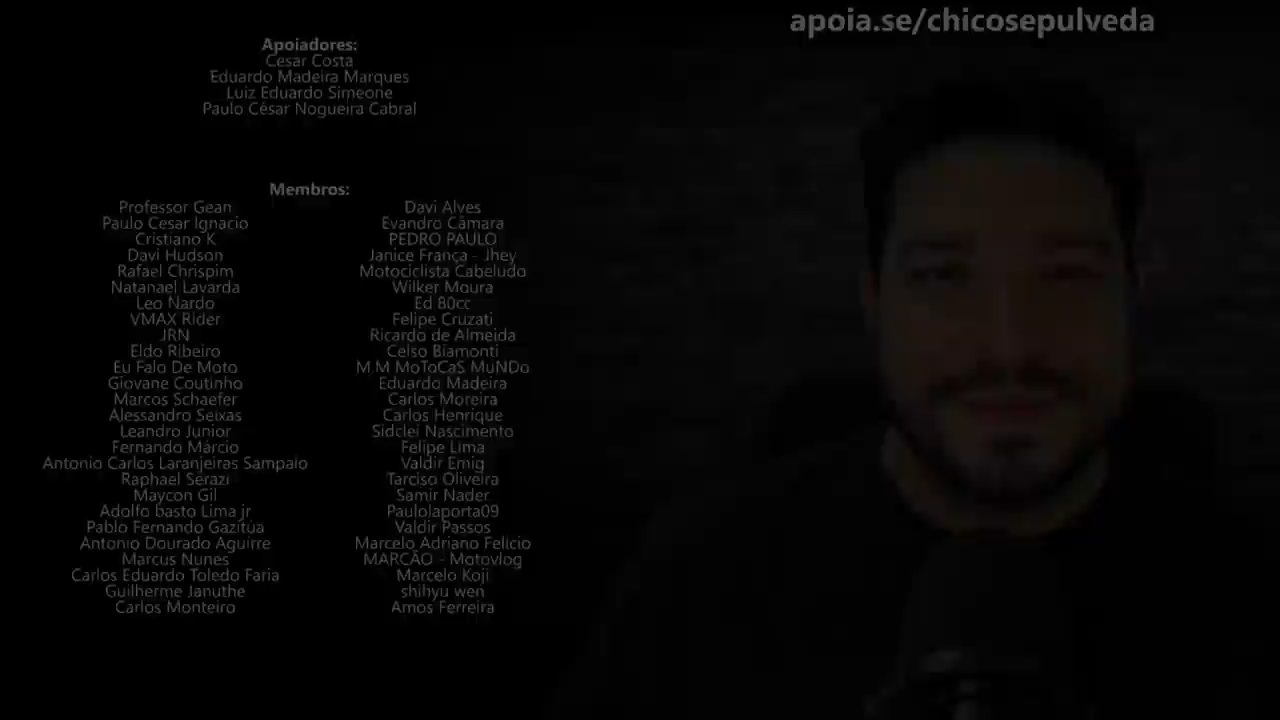 apoia.se/chicosepulveda
Apoiadores:
Cesar Costa
Eduardo Madeira Marques
Luiz Eduardo Simeone
Paulo César Nogueira Cabral
Membros:
Professor Gean
Paulo Cesar Ignacio
Cristiano K
Davi Hudson
Rafael Chrispim
Natanael Lavarda
Leo Nardo
VMAX Rider
JRN
Eldo Ribeiro
Eu Falo De Moto
Giovane Coutinho
Marcos Schaefer
Alessandro Seixas
Leandro Junior
Fernando Márcio
Antonio Carlos Laranjeiras Sampaio
Raphael Serazi
Maycon Gil
Adolfo basto Lima jr
Pablo Fernando Gazitúa
Antonio Dourado Aguirre
Marcus Nunes
Carlos Eduardo Toledo Faria
Guilherme Januthe
Carlos Monteiro
Davi Alves
Evandro Câmara
PEDRO PAULO
Janice França - Jhey
Motociclista Cabeludo
Wilker Moura
Ed 80cc
Felipe Cruzati
Ricardo de Almeida
Celso Biamonti
M.M MoToCaS MuNDo
Eduardo Madeira
Carlos Moreira
Carlos Henrique
Sidclei Nascimento
Felipe Lima
Valdir Emig
Tarciso Oliveira
Samir Nader
Paulolaporta09
Valdir Passos
Marcelo Adriano Felício
MARCÃO - Motovlog
Marcelo Koji
shihyu wen
Amos Ferreira